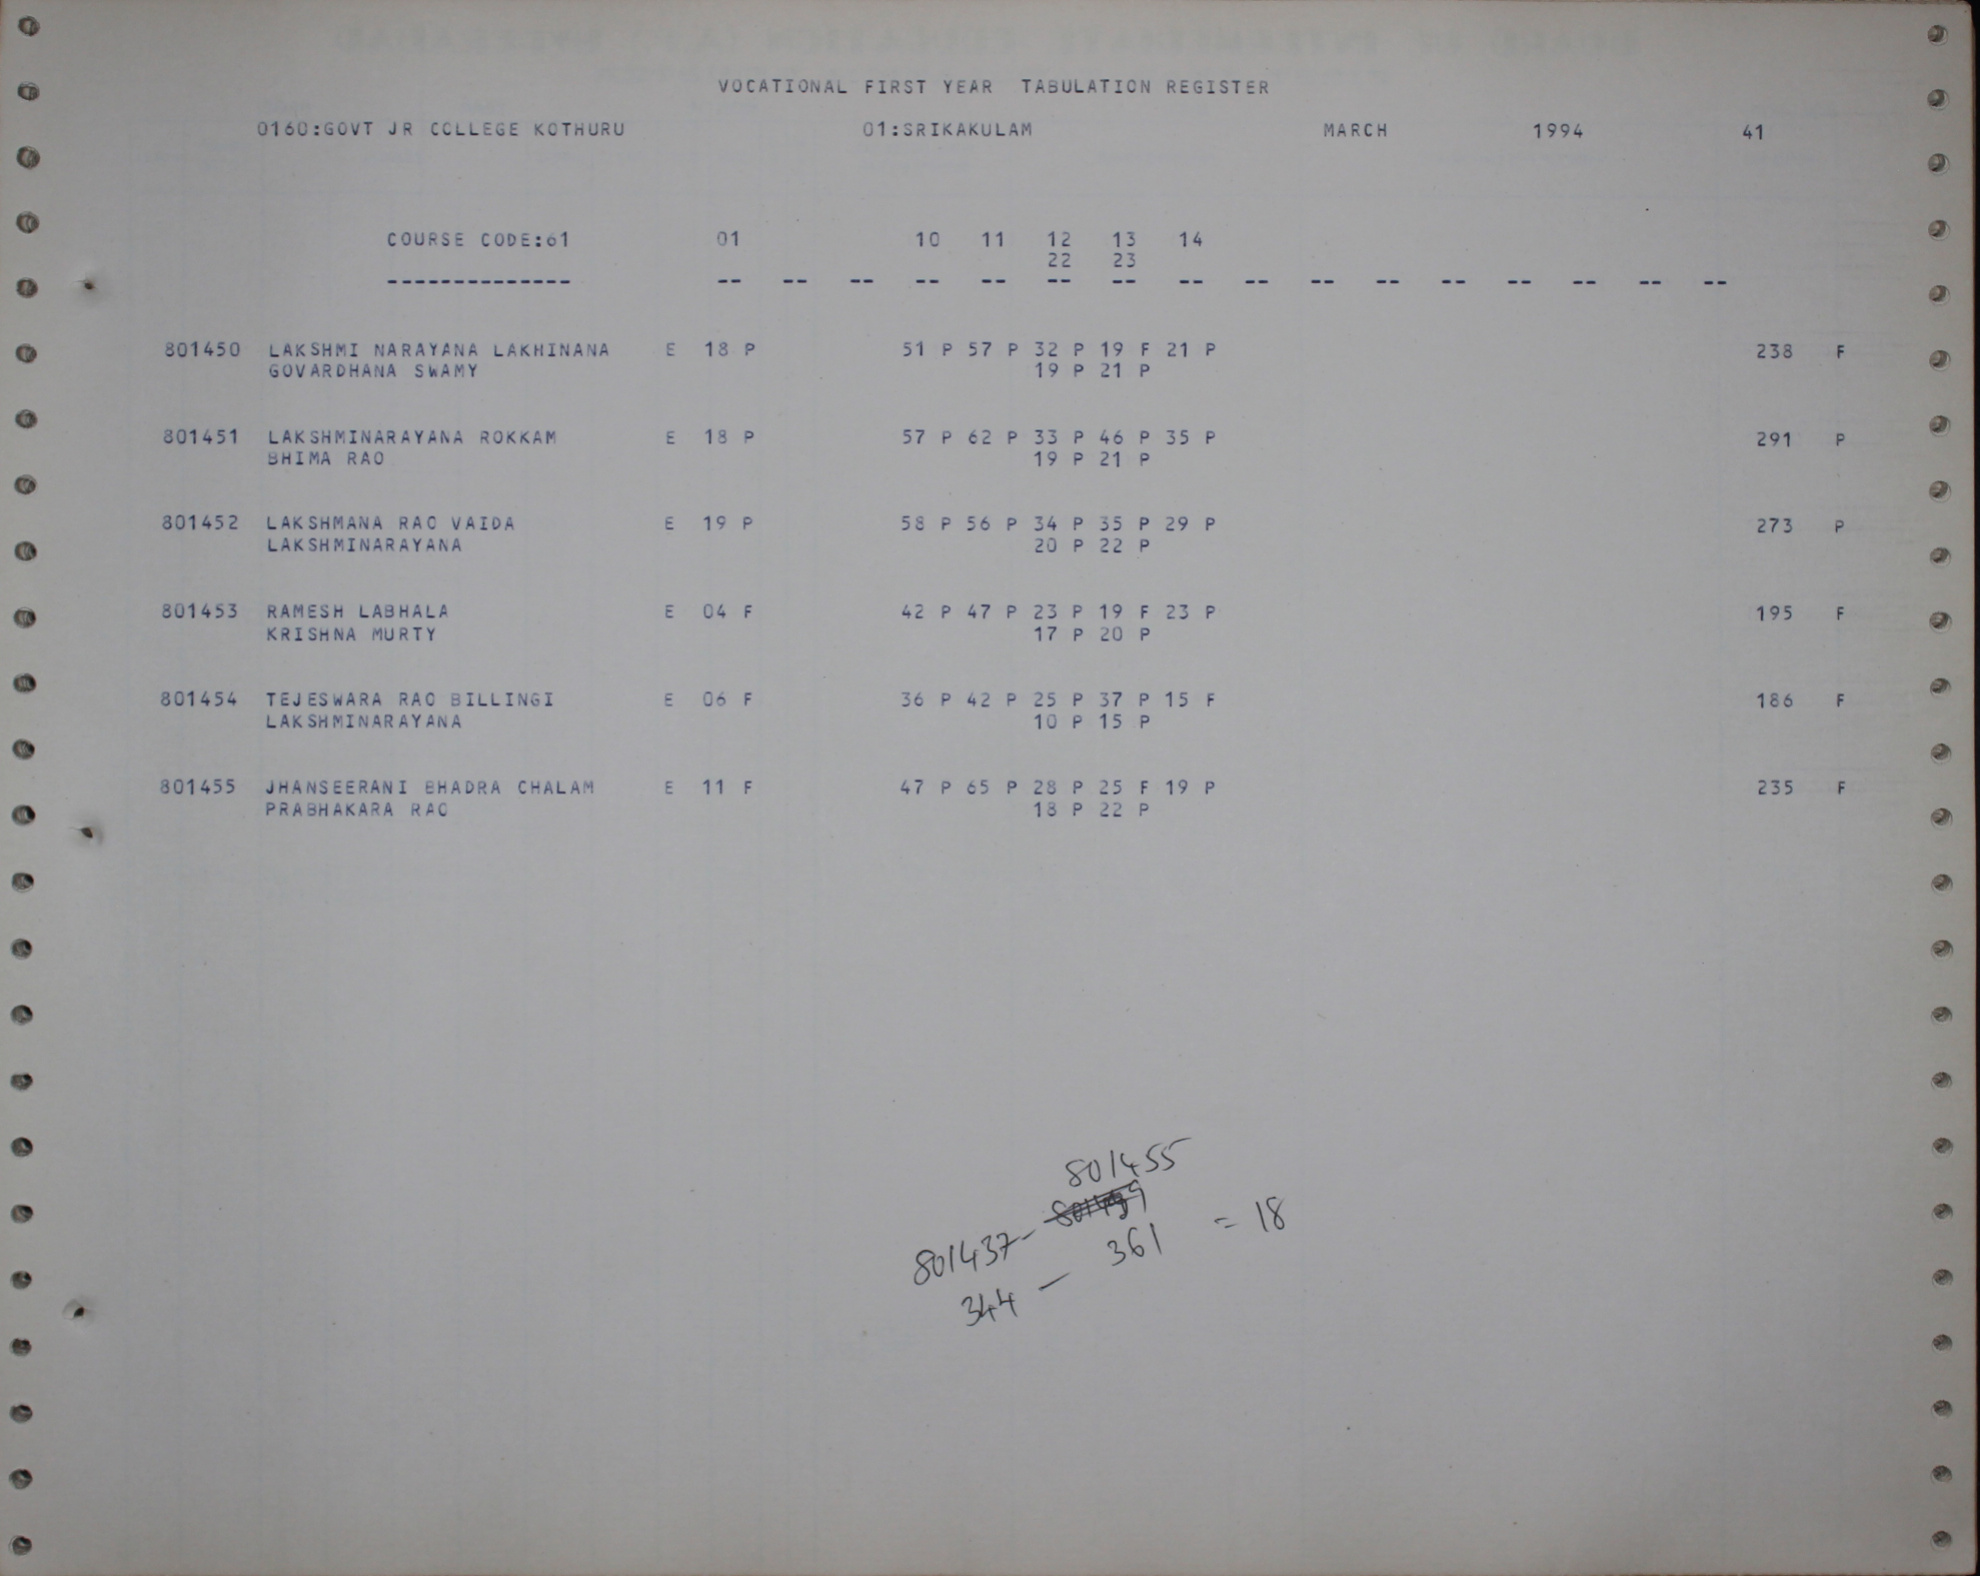 VOCATIONAL FIRST YEAR TABULATION REGISTER
0160:GOVT JR COLLEGE KOTHURU 01:SRIKAKULAM MARCH 1994 41
COURSE CODE:61 01 10 11 12 13 14
22 23
-------------- -- -- -- -- -- -- -- -- -- -- -- -- -- -- -- --
801450 LAKSHMI NARAYANA LAKHINANA E 18 P 51 P 57 P 32 P 19 F 21 P 238 F
GOVARDHANA SWAMY 19 P 21 P
801451 LAKSHMINARAYANA ROKKAM E 18 P 57 P 62 P 33 P 46 P 35 P 291 P
BHIMA RAO 19 P 21 P
801452 LAKSHMANA RAO VAIDA E 19 P 58 P 56 P 34 P 35 P 29 P 273 P
LAKSHMINARAYANA 20 P 22 P
801453 RAMESH LABHALA E 04 F 42 P 47 P 23 P 19 F 23 P 195 F
KRISHNA MURTY 17 P 20 P
801454 TEJESWARA RAO BILLINGI E 06 F 36 P 42 P 25 P 37 P 15 F 186 F
LAKSHMINARAYANA 10 P 15 P
801455 JHANSEERANI BHADRA CHALAM E 11 F 47 P 65 P 28 P 25 F 19 P 235 F
PRABHAKARA RAO 18 P 22 P
801455
801437-
344 - 361 = 18